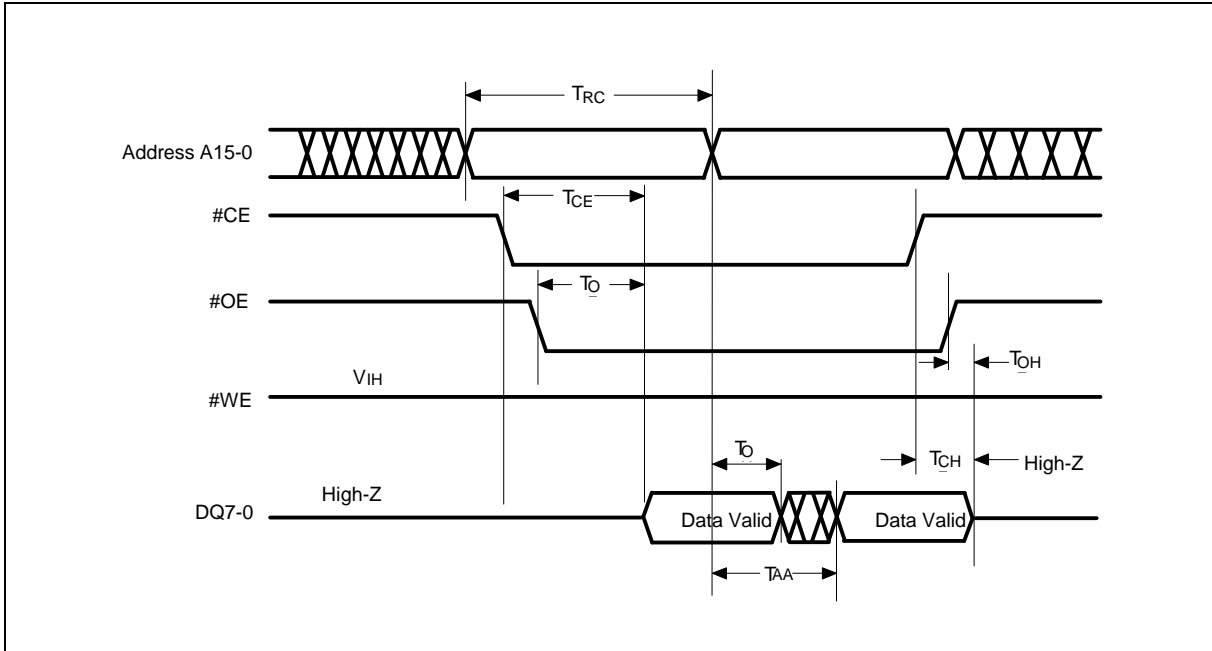 TRC
Address A15-0
TCE
#CE
TO
#OE
TOH
VIH
#WE
TO
TCH
High-Z
High-Z
DQ7-0
Data Valid
Data Valid
TAA